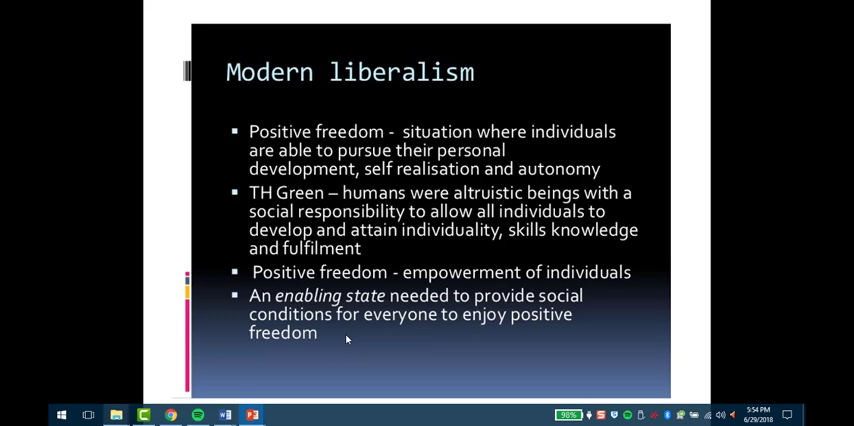 Modern liberalism
Positive freedom - situation where individuals
are able to pursue their personal
development, self realisation and autonomy
TH Green – humans were altruistic beings with a
social responsibility to allow all individuals to
develop and attain individuality, skills knowledge
and fulfilment
Positive freedom - empowerment of individuals
An enabling state needed to provide social
conditions for everyone to enjoy positive
freedom
98%
5:54 PM
6/29/2018